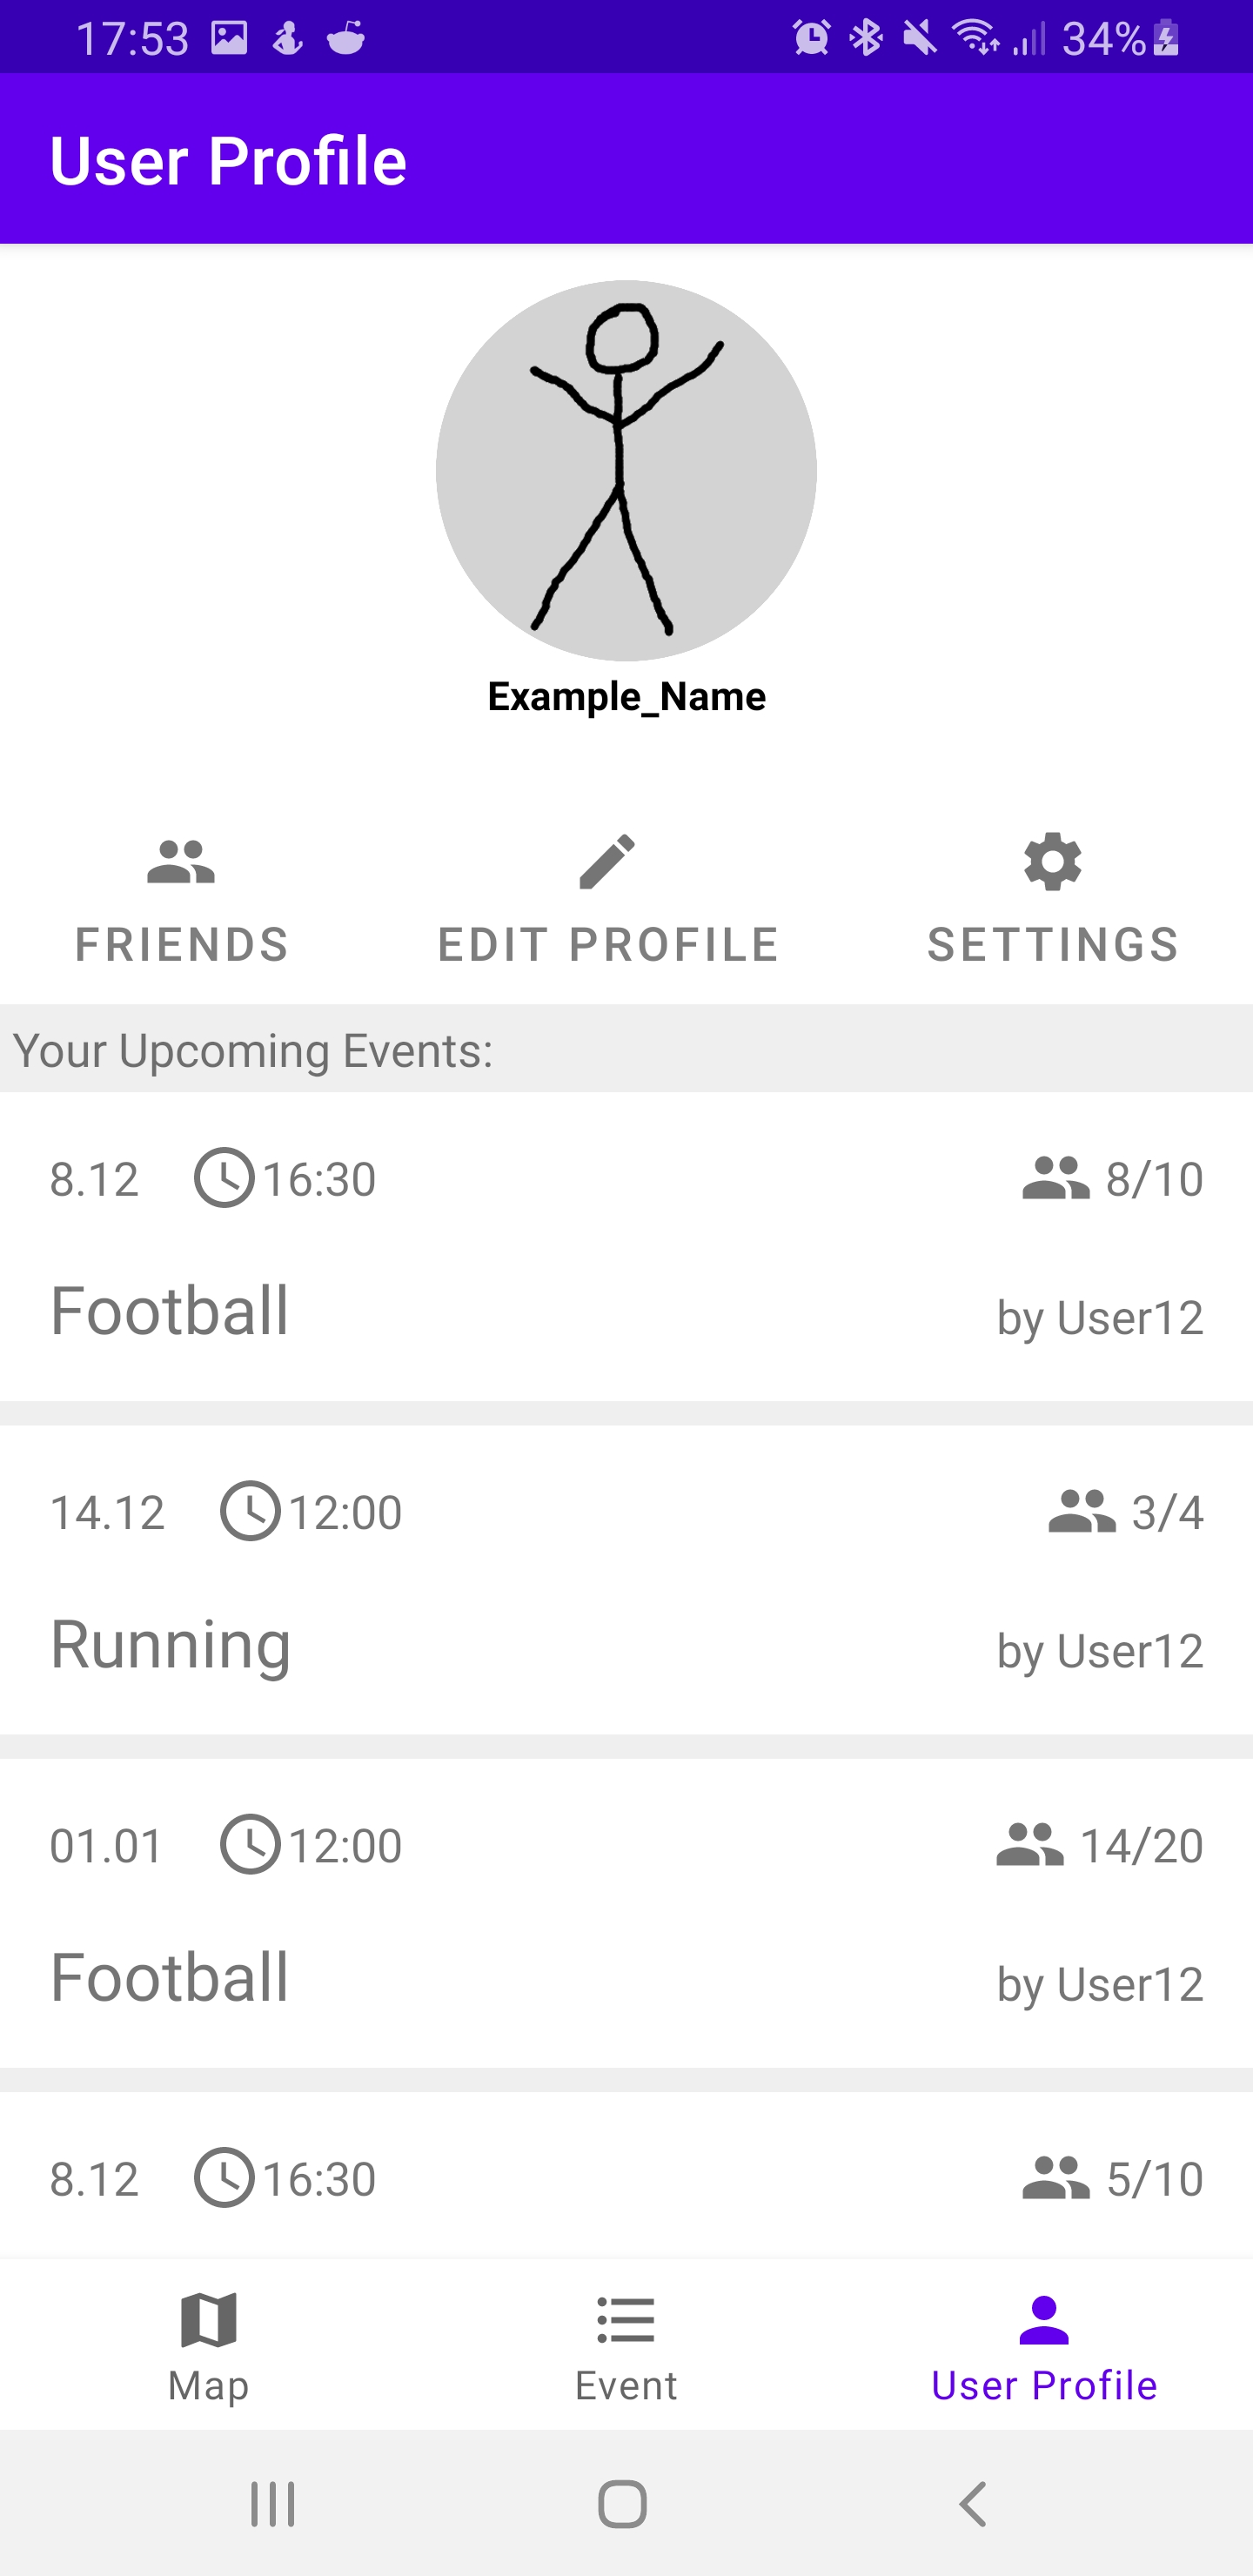 17:53 34%
User Profile
Example_Name
FRIENDS EDIT PROFILE SETTINGS
Your Upcoming Events:
8.12 16:30 8/10
Football by User12
14.12 12:00 3/4
Running by User12
01.01 12:00 14/20
Football by User12
8.12 16:30 5/10
Map Event User Profile